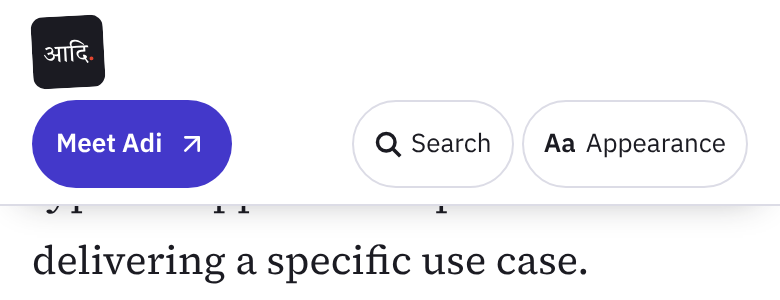 आदि.
Meet Adi
Search
Aa Appearance
delivering a specific use case.